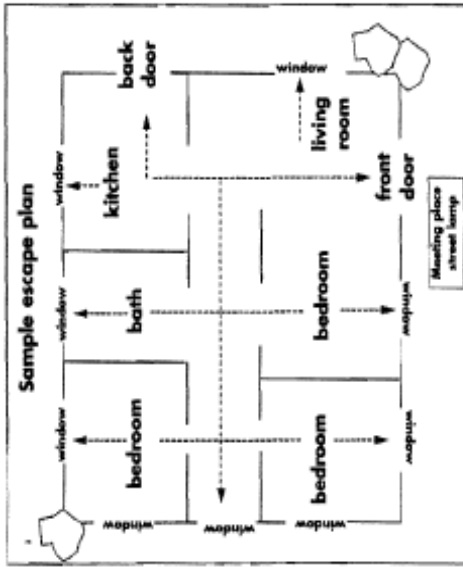 Sample escape plan
window
window
window
bedroom
bath
kitchen
back
door
window
window
window
window
bedroom
bedroom
living
room
window
window
front
door
Meeting place
street lamp